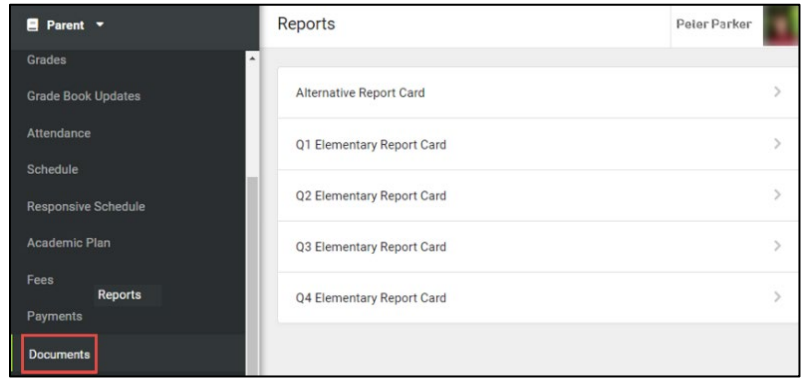 Parent
Grades
Grade Book Updates
Attendance
Schedule
Responsive Schedule
Academic Plan
Fees
Reports
Payments
Documents
Reports
Peter Parker
Alternative Report Card
Q1 Elementary Report Card
Q2 Elementary Report Card
Q3 Elementary Report Card
Q4 Elementary Report Card